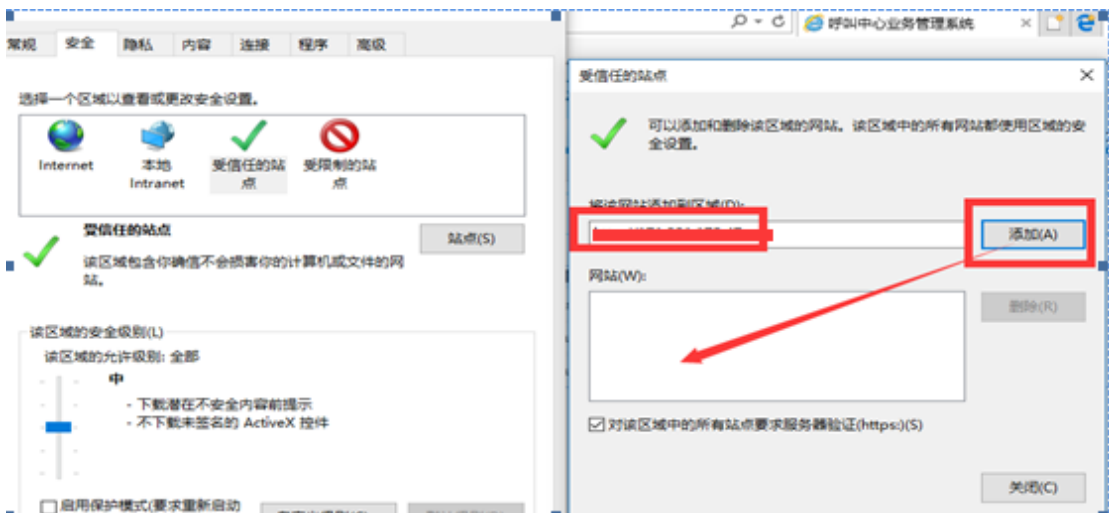 常规 安全 隐私 内容 连接 程序 高级
选择一个区域以查看或更改安全设置。
Internet
本地
Intranet
受信任的站
点
受限制的站
点
受信任的站点
站点(S)
该区域包含你确信不会损害你的计算机或文件的网
站。
该区域的安全级别(L)
该区域的允许级别: 全部
中
- 下载潜在不安全内容前提示
- 不下载未签名的 ActiveX 控件
启用保护模式(要求重新启动
呼叫中心业务管理系统
受信任的站点
可以添加和删除该区域的网站。该区域中的所有网站都使用区域的安
全设置。
将该网站添加到区域(D):
添加(A)
网站(W):
删除(R)
对该区域中的所有站点要求服务器验证(https:)(S)
关闭(C)